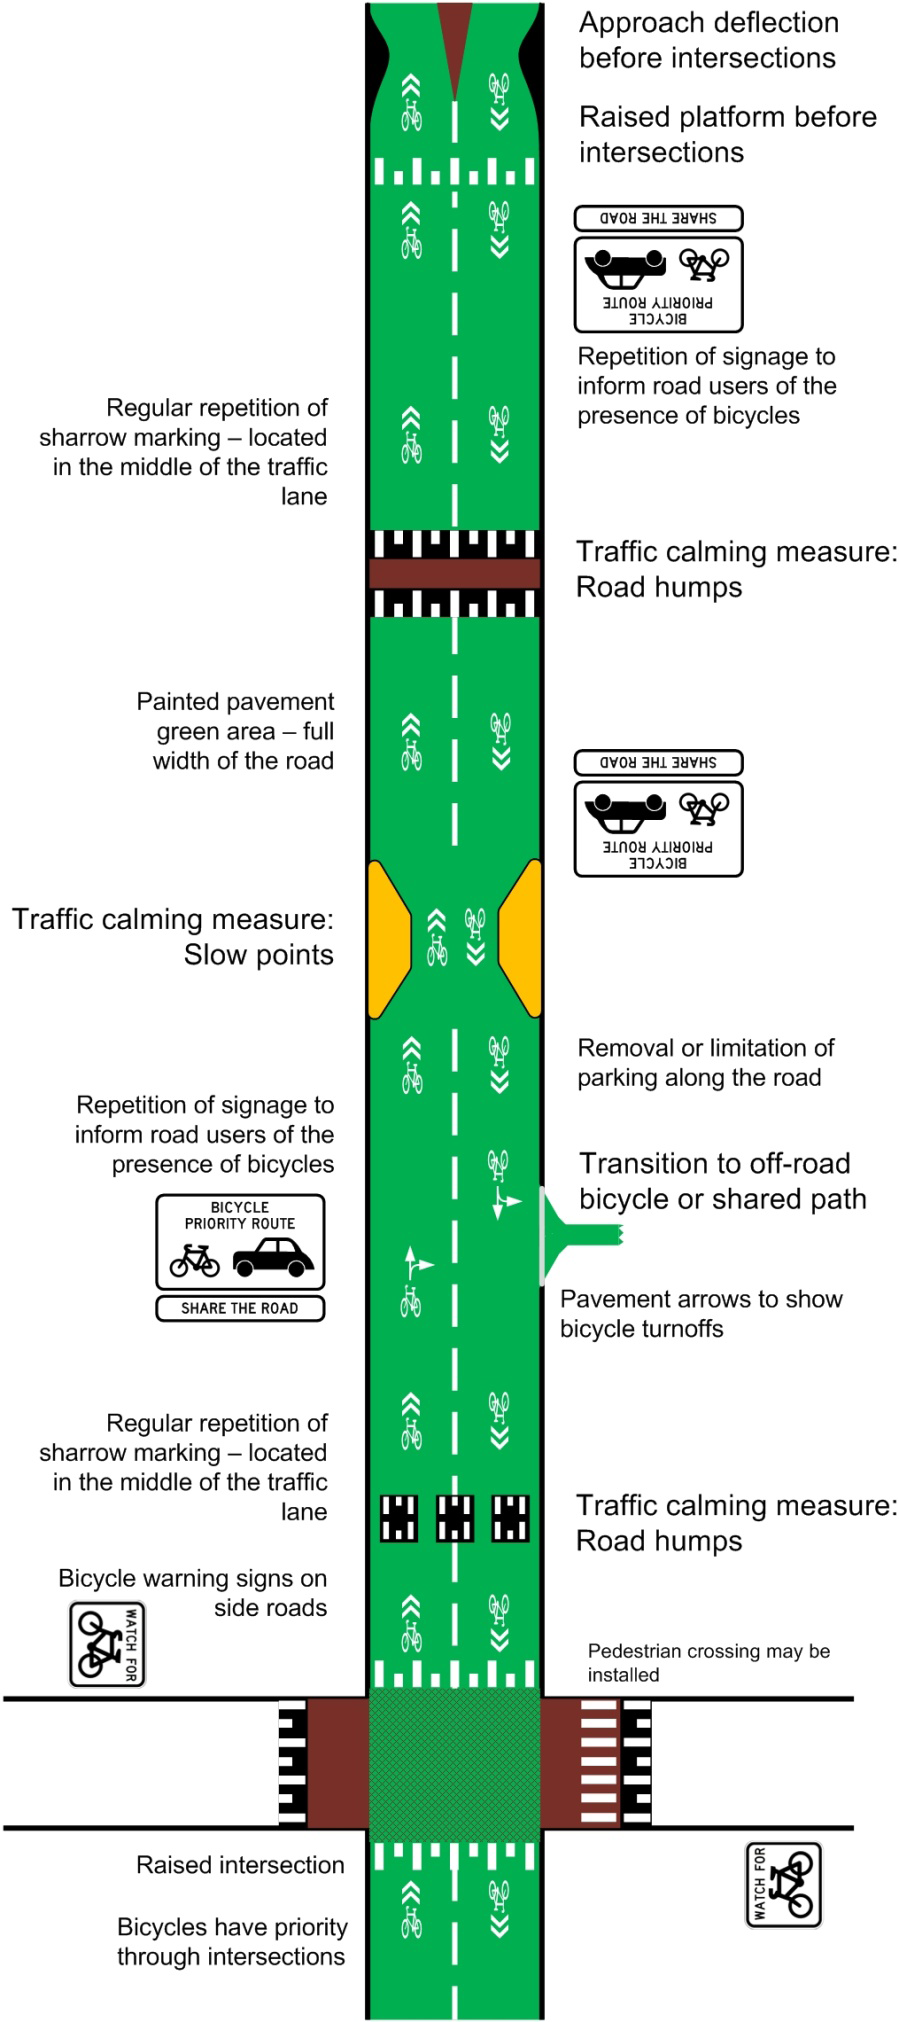 Approach deflection
before intersections
Raised platform before
intersections
SHARE THE ROAD
BICYCLE
PRIORITY ROUTE
Repetition of signage to
inform road users of the
presence of bicycles
Regular repetition of
sharrow marking – located
in the middle of the traffic
lane
Traffic calming measure:
Road humps
Painted pavement
green area – full
width of the road
SHARE THE ROAD
BICYCLE
PRIORITY ROUTE
Traffic calming measure:
Slow points
Removal or limitation of
parking along the road
Repetition of signage to
inform road users of the
presence of bicycles
Transition to off-road
bicycle or shared path
BICYCLE
PRIORITY ROUTE
SHARE THE ROAD
Pavement arrows to show
bicycle turnoffs
Regular repetition of
sharrow marking – located
in the middle of the traffic
lane
Traffic calming measure:
Road humps
Bicycle warning signs on
side roads
WATCH FOR
Pedestrian crossing may be
installed
Raised intersection
WATCH FOR
Bicycles have priority
through intersections